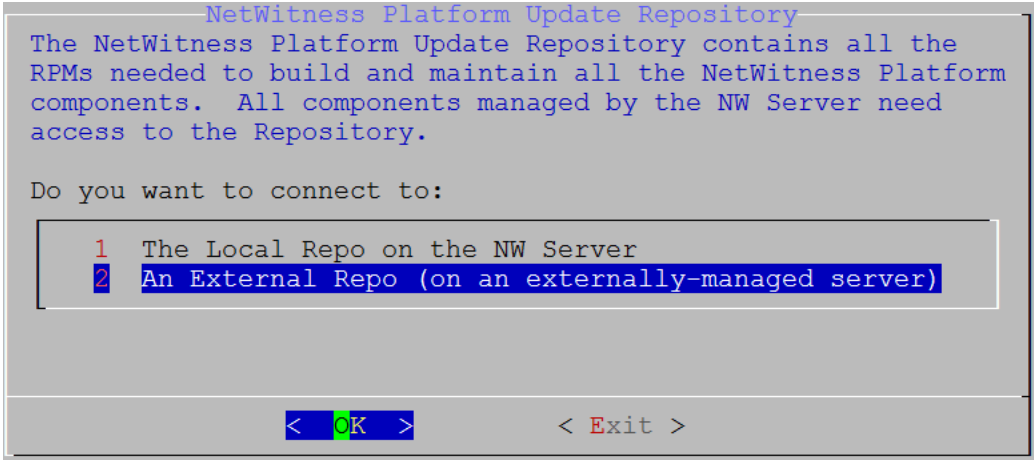 NetWitness Platform Update Repository
The NetWitness Platform Update Repository contains all the
RPMs needed to build and maintain all the NetWitness Platform
components.  All components managed by the NW Server need
access to the Repository.
Do you want to connect to:
1  The Local Repo on the NW Server
2  An External Repo (on an externally-managed server)
<  OK  >  < Exit >